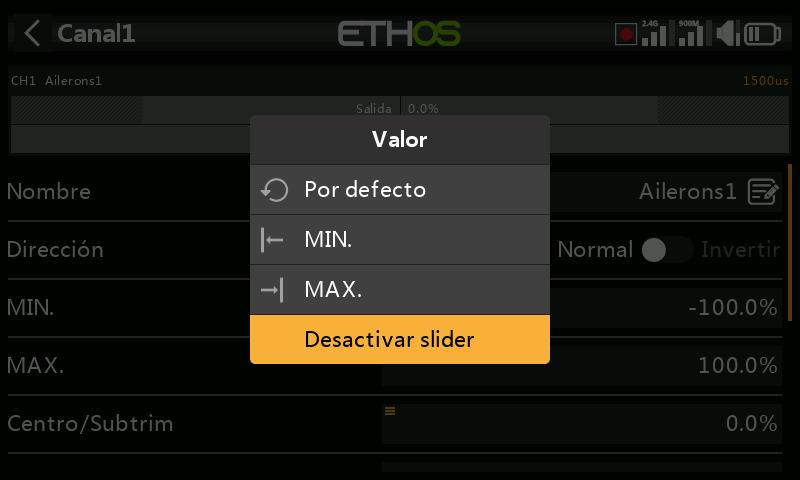 Canal1
ETHOS
2.4G
900M
CH1 Ailerons1
1500us
Salida 0.0%
Valor
Por defecto
MIN.
MAX.
Desactivar slider
Nombre
Ailerons1
Dirección
Normal
Invertir
MIN.
-100.0%
MAX.
100.0%
Centro/Subtrim
0.0%